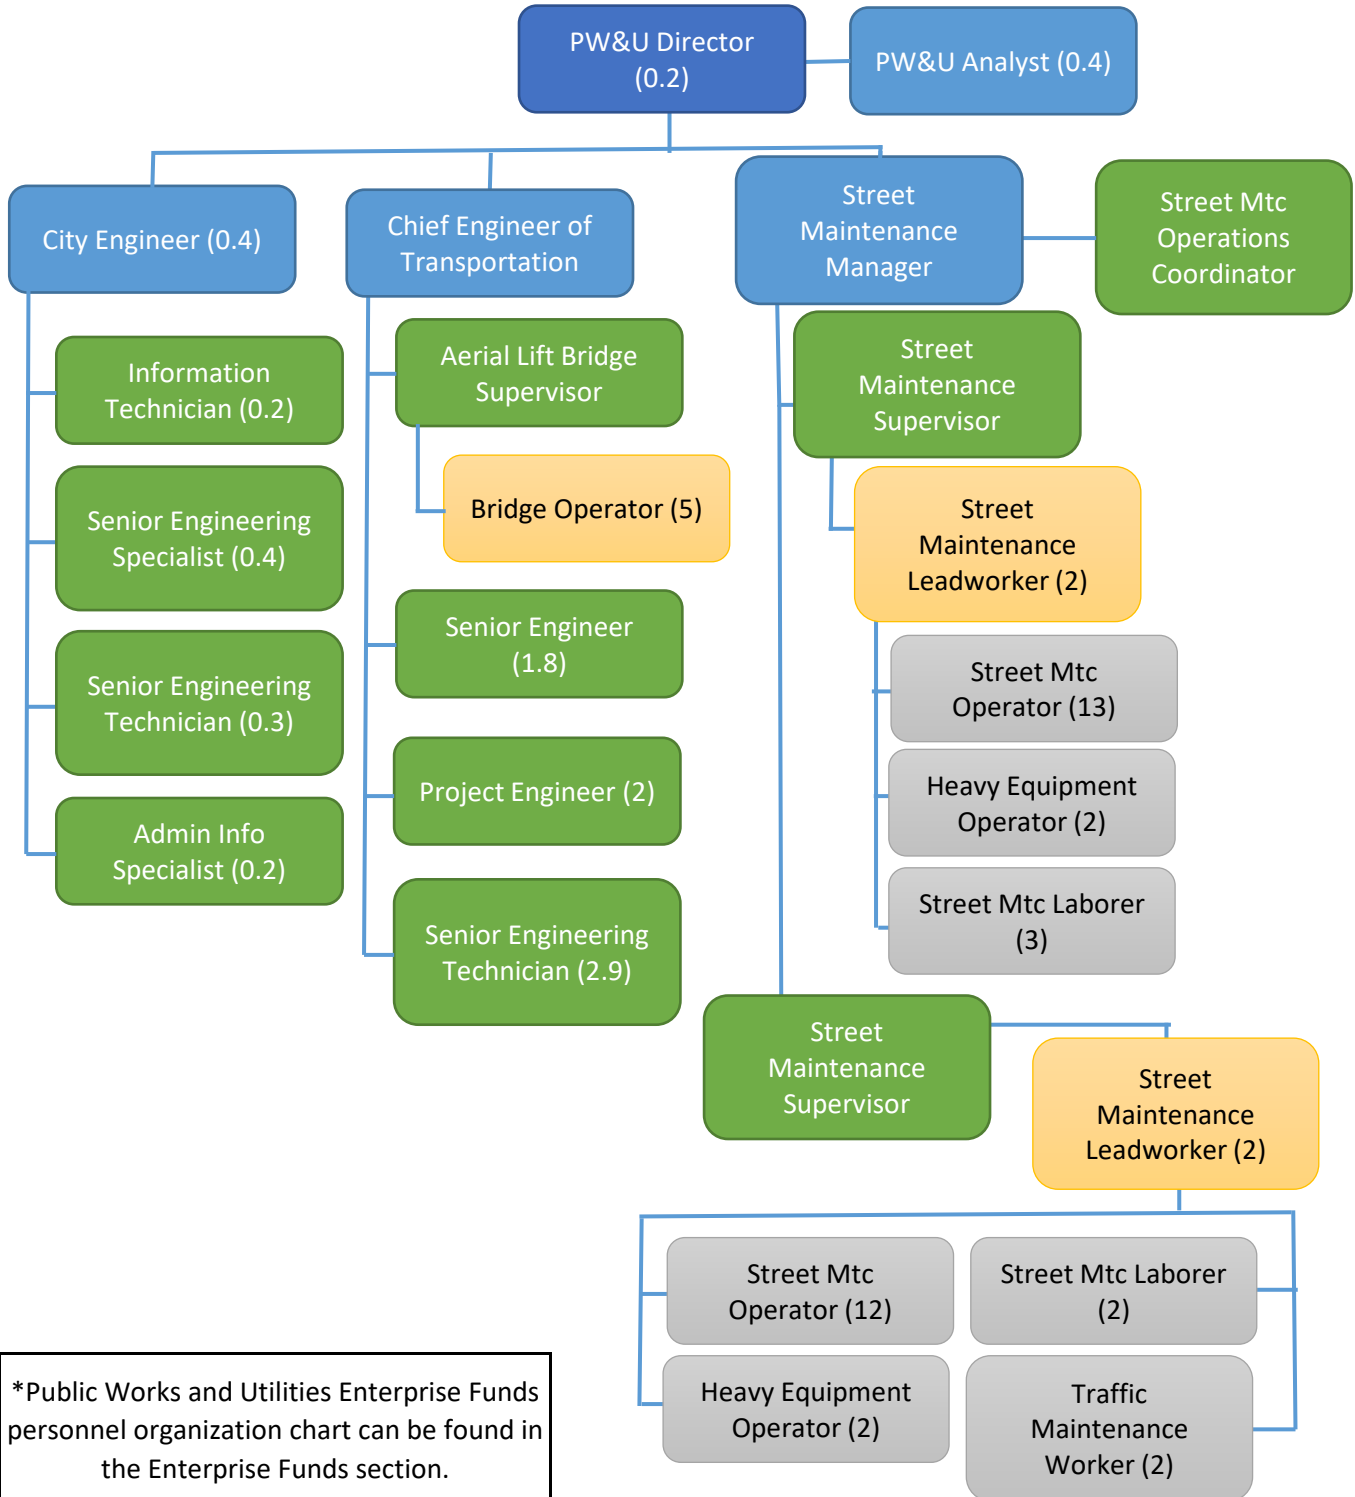 PW&U Director
(0.2)
PW&U Analyst (0.4)
City Engineer (0.4)
Chief Engineer of
Transportation
Street
Maintenance
Manager
Street Mtc
Operations
Coordinator
Information
Technician (0.2)
Senior Engineering
Specialist (0.4)
Senior Engineering
Technician (0.3)
Admin Info
Specialist (0.2)
Aerial Lift Bridge
Supervisor
Bridge Operator (5)
Senior Engineer
(1.8)
Project Engineer (2)
Senior Engineering
Technician (2.9)
Street
Maintenance
Supervisor
Street
Maintenance
Leadworker (2)
Street Mtc
Operator (13)
Heavy Equipment
Operator (2)
Street Mtc Laborer
(3)
Street
Maintenance
Supervisor
Street
Maintenance
Leadworker (2)
Street Mtc
Operator (12)
Street Mtc Laborer
(2)
Heavy Equipment
Operator (2)
Traffic
Maintenance
Worker (2)
*Public Works and Utilities Enterprise Funds
personnel organization chart can be found in
the Enterprise Funds section.